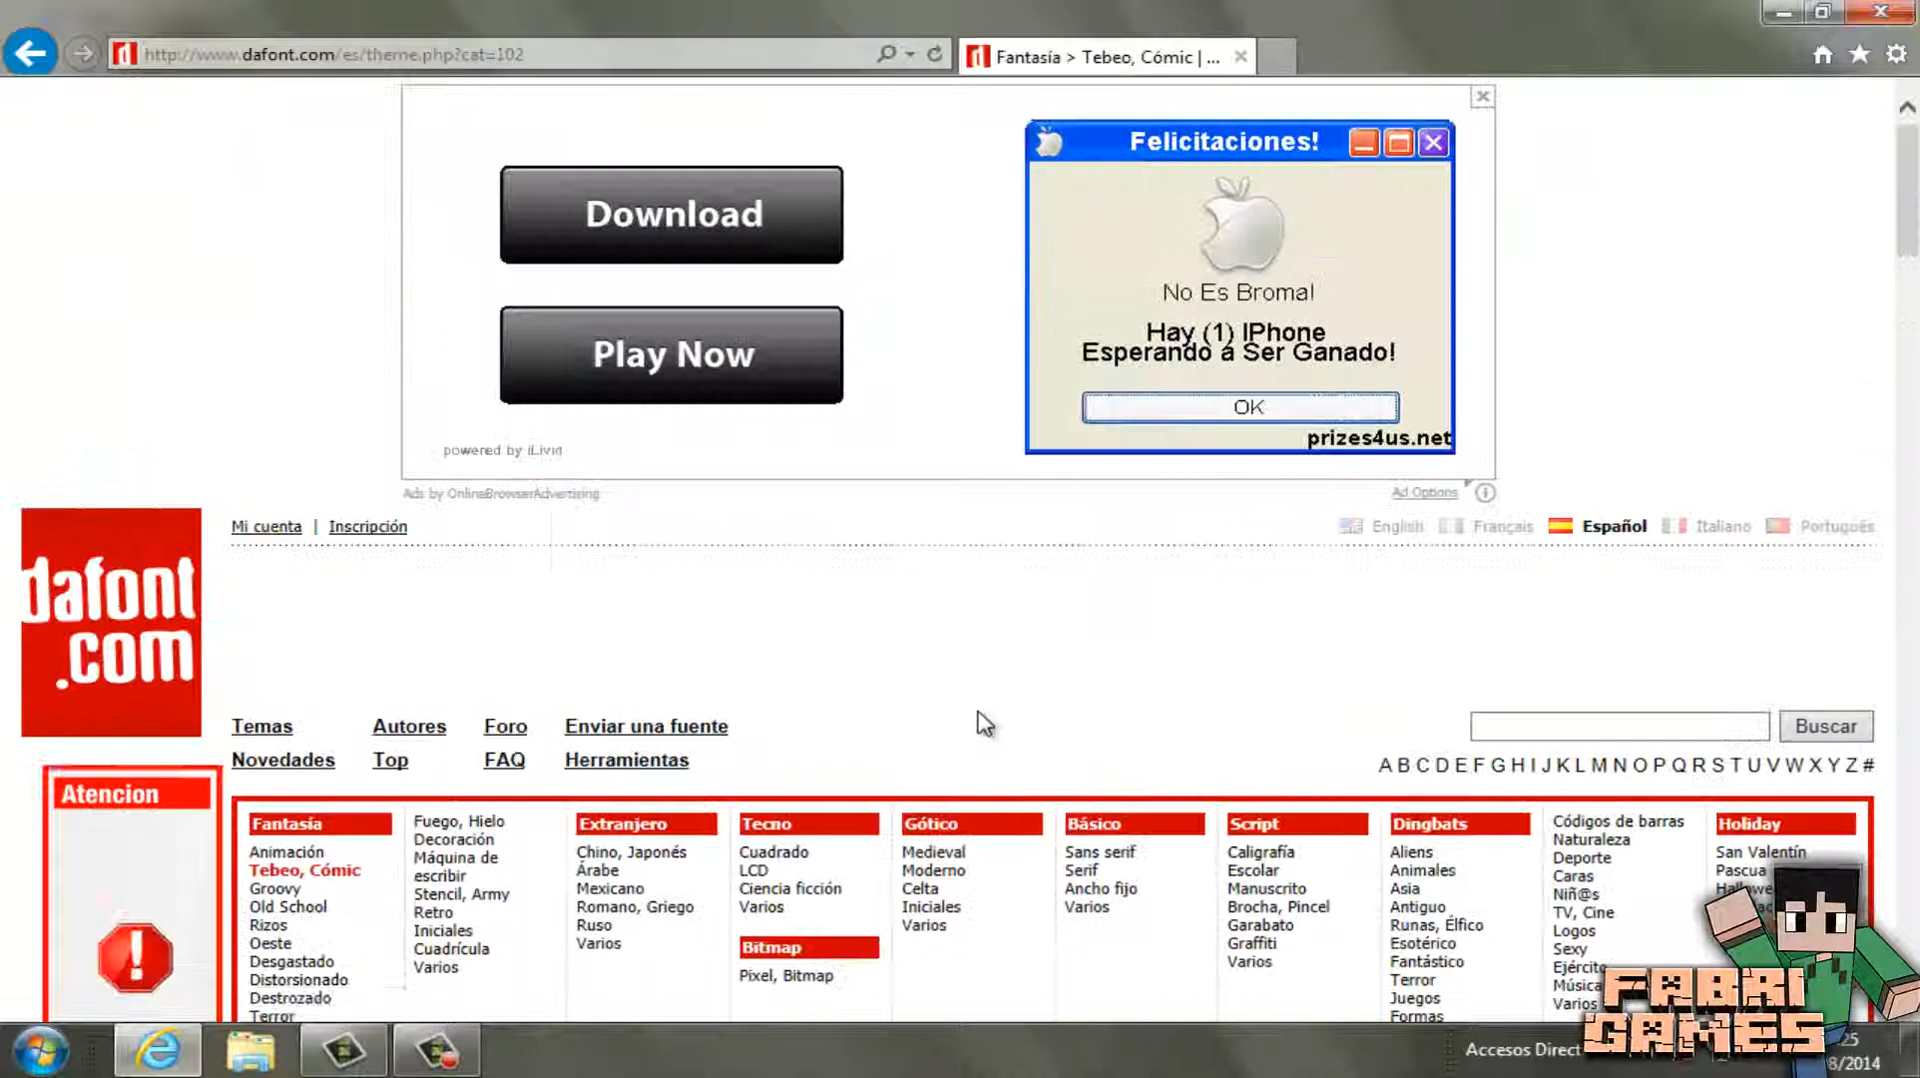 http://www.dafont.com/es/theme.php?cat=102
Fantasía > Tebeo, Cómic | ...
Download
Play Now
powered by iLivid
Felicitaciones!
No Es Broma!
Hay (1) IPhone
Esperando a Ser Ganado!
OK
prizes4us.net
Ads by OnlineBrowserAdvertising
Ad Options
dafont
.com
Mi cuenta | Inscripción
English Français Español Italiano Português
Temas Autores Foro Enviar una fuente
Buscar
Novedades Top FAQ Herramientas
A B C D E F G H I J K L M N O P Q R S T U V W X Y Z #
Atencion
Fantasía
Animación
Tebeo, Cómic
Groovy
Old School
Rizos
Oeste
Desgastado
Distorsionado
Destrozado
Terror
Fuego, Hielo
Decoración
Máquina de
escribir
Stencil, Army
Retro
Iniciales
Cuadrícula
Varios
Extranjero
Chino, Japonés
Árabe
Mexicano
Romano, Griego
Ruso
Varios
Tecno
Cuadrado
LCD
Ciencia ficción
Varios
Bitmap
Pixel, Bitmap
Gótico
Medieval
Moderno
Celta
Iniciales
Varios
Básico
Sans serif
Serif
Ancho fijo
Varios
Script
Caligrafía
Escolar
Manuscrito
Brocha, Pincel
Garabato
Graffiti
Varios
Dingbats
Aliens
Animales
Asia
Antiguo
Runas, Élfico
Esotérico
Fantástico
Terror
Juegos
Formas
Códigos de barras
Naturaleza
Deporte
Caras
Niñ@s
TV, Cine
Logos
Sexy
Ejército
Música
Varios
Holiday
San Valentín
Pascua
FABRI
GAMES
Accesos Direct
25
8/2014